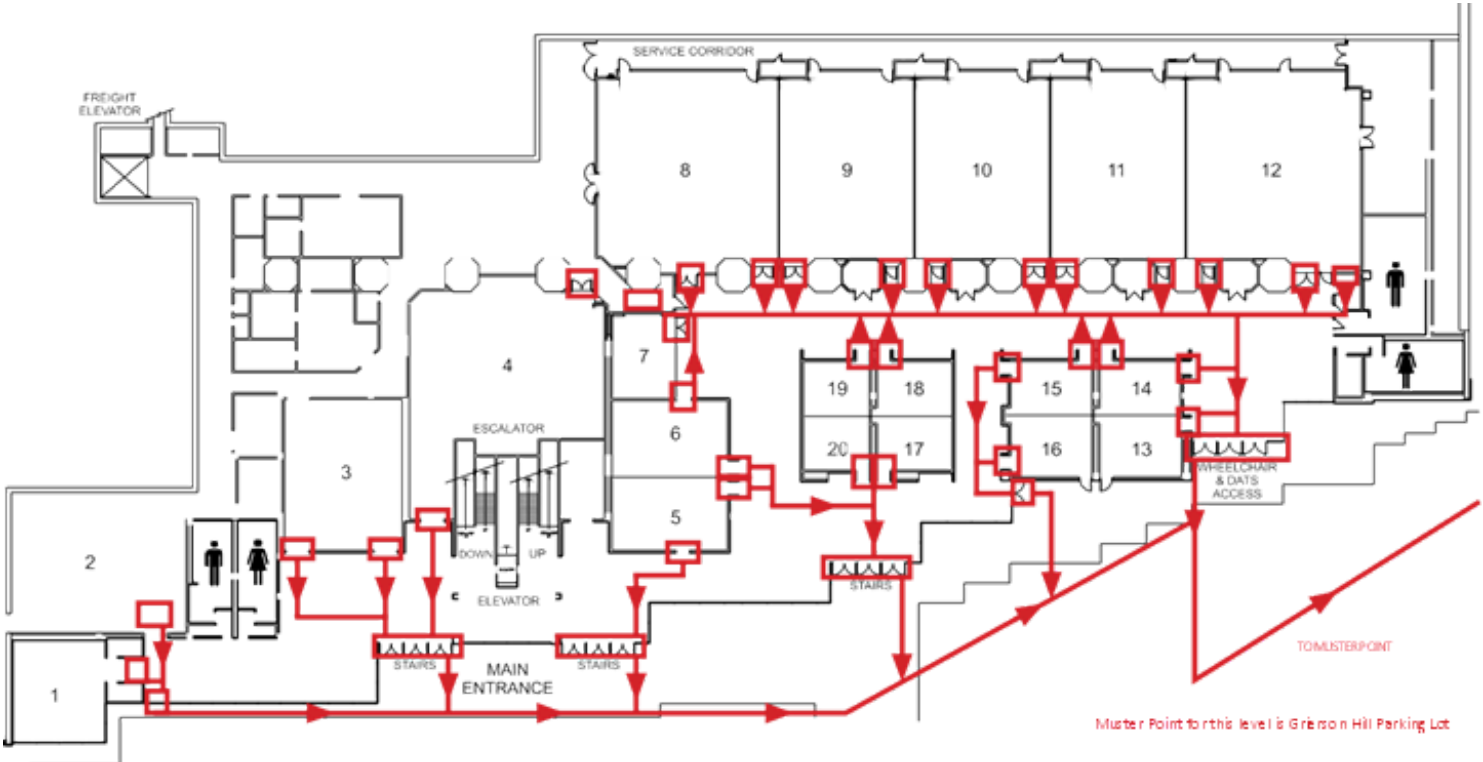 SERVICE CORRIDOR
FREIGHT
ELEVATOR
8
9
10
11
12
7
4
19
18
15
14
6
ESCALATOR
3
20
17
16
13
WHEELCHAIR
& DATS
ACCESS
5
2
DOWN
UP
STAIRS
ELEVATOR
TO MUSTER POINT
STAIRS
STAIRS
MAIN
ENTRANCE
1
Muster Point for this level is Grierson Hill Parking Lot